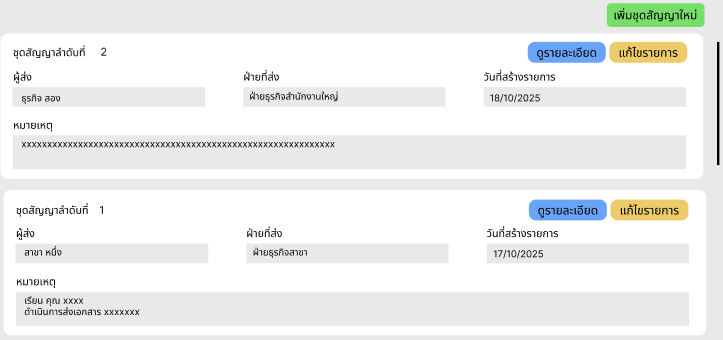 เพิ่มชุดสัญญาใหม่
ชุดสัญญาลำดับที่ 2 ดูรายละเอียด แก้ไขรายการ
ผู้ส่ง ฝ่ายที่ส่ง วันที่สร้างรายการ
ธุรกิจ สอง ฝ่ายธุรกิจสำนักงานใหญ่ 18/10/2025
หมายเหตุ
xxxxxxxxxxxxxxxxxxxxxxxxxxxxxxxxxxxxxxxxxxxxxxxxxxxxxxxxxxxxxxx
ชุดสัญญาลำดับที่ 1 ดูรายละเอียด แก้ไขรายการ
ผู้ส่ง ฝ่ายที่ส่ง วันที่สร้างรายการ
สาขา หนึ่ง ฝ่ายธุรกิจสาขา 17/10/2025
หมายเหตุ
เรียน คุณ xxxx
ดำเนินการส่งเอกสาร xxxxxxx